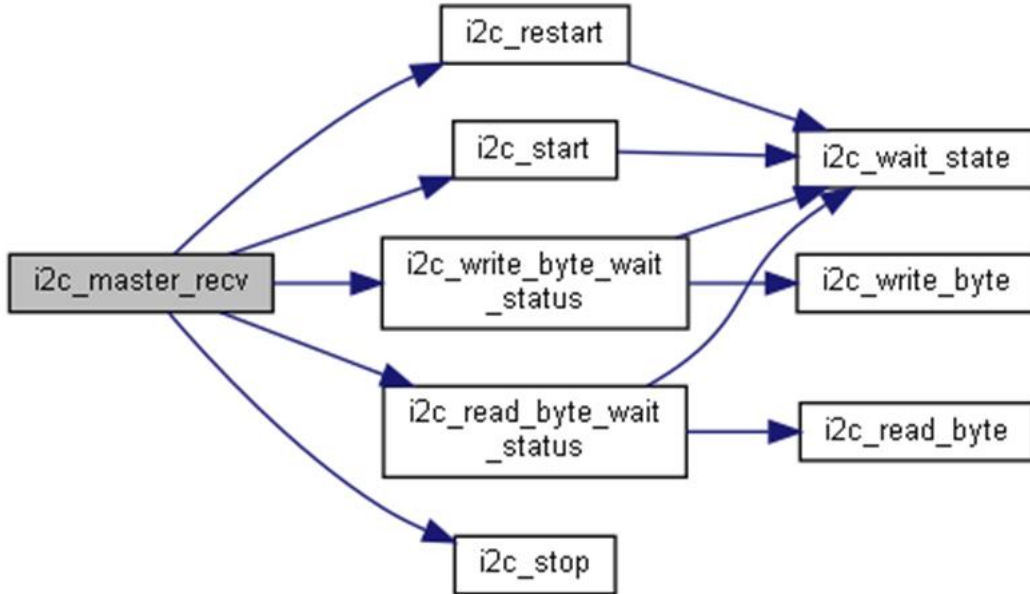 i2c_restart
i2c_start
i2c_wait_state
i2c_master_recv
i2c_write_byte_wait
_status
i2c_write_byte
i2c_read_byte_wait
_status
i2c_read_byte
i2c_stop